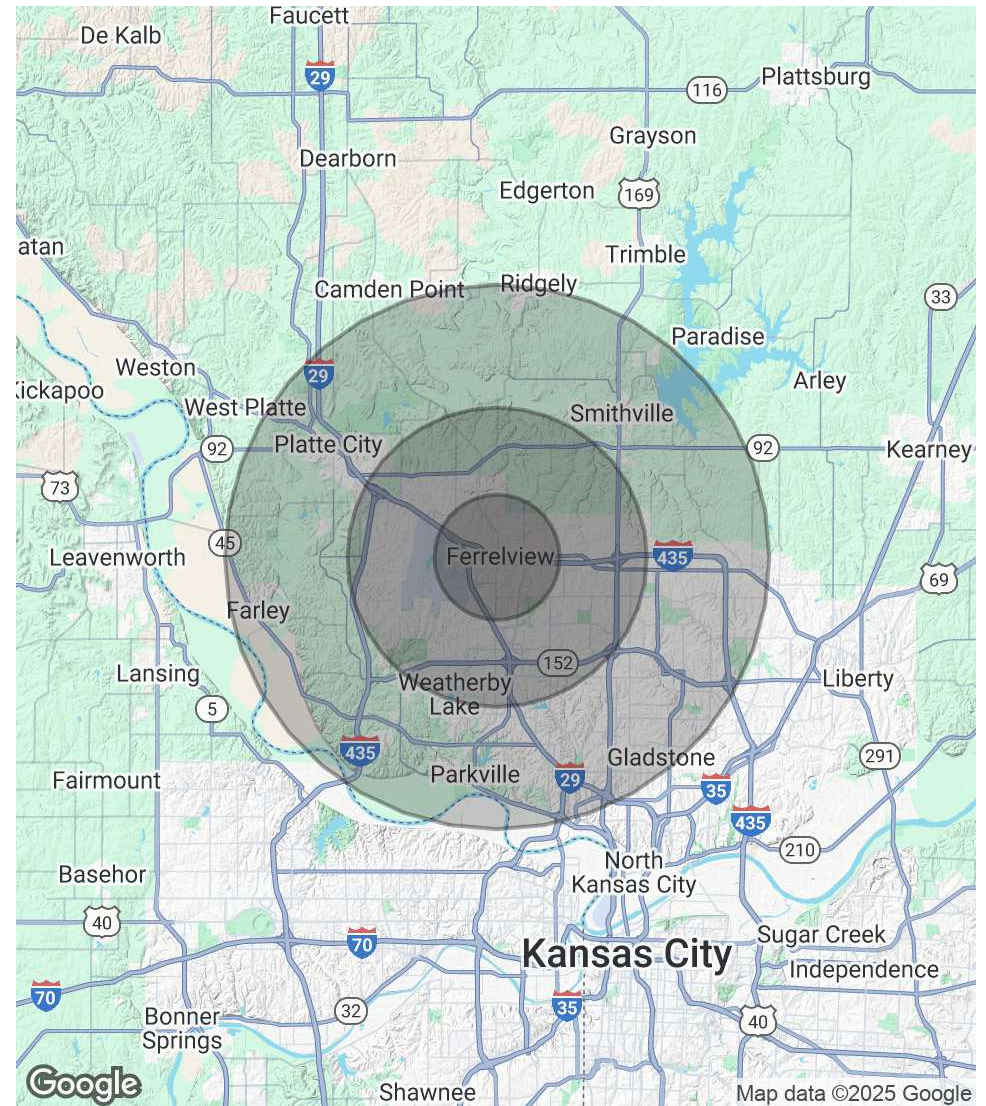 Faucett
De Kalb
29
Plattsburg
116
Grayson
Dearborn
Edgerton
169
atan
Trimble
Camden Point
Ridgely
33
Paradise
Weston
29
Arley
Kickapoo
West Platte
Smithville
Platte City
92
92
Kearney
73
45
Leavenworth
Ferrelview
435
69
Farley
152
Lansing
Weatherby
Lake
Liberty
5
435
Gladstone
291
Fairmount
Parkville
29
35
435
210
North
Kansas City
Basehor
40
70
Kansas City
Sugar Creek
Independence
70
35
32
40
Bonner
Springs
Google
Shawnee
Map data ©2025 Google